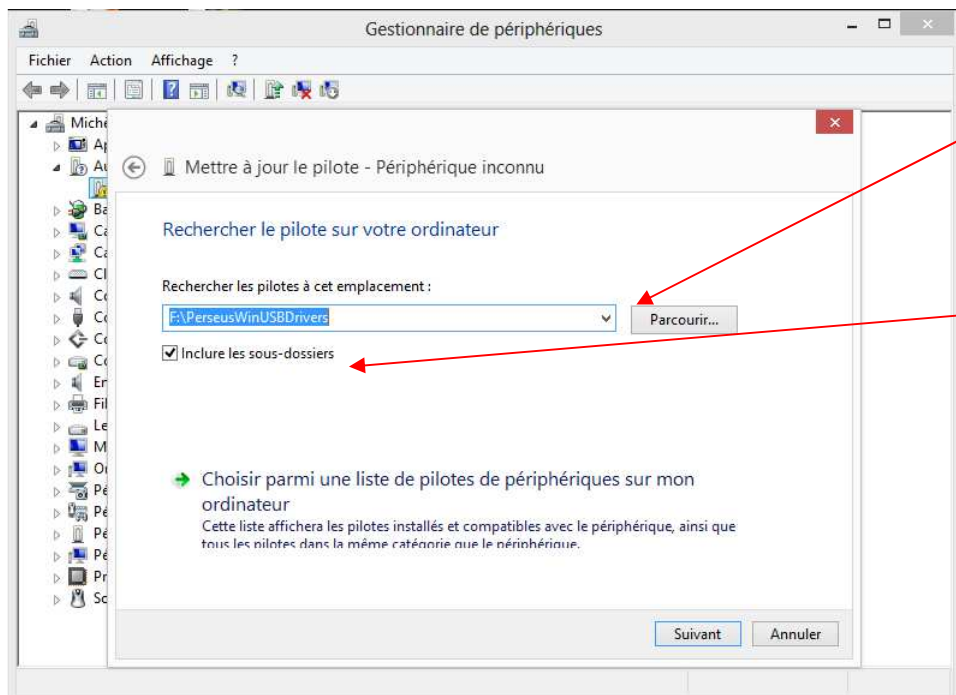 Gestionnaire de périphériques
Fichier Action Affichage ?
Mettre à jour le pilote - Périphérique inconnu
Rechercher le pilote sur votre ordinateur
Rechercher les pilotes à cet emplacement :
F:\PerseusWinUSBDrivers
Parcourir...
Inclure les sous-dossiers
Choisir parmi une liste de pilotes de périphériques sur mon
ordinateur
Cette liste affichera les pilotes installés et compatibles avec le périphérique, ainsi que
tous les pilotes dans la même catégorie que le périphérique.
Suivant Annuler